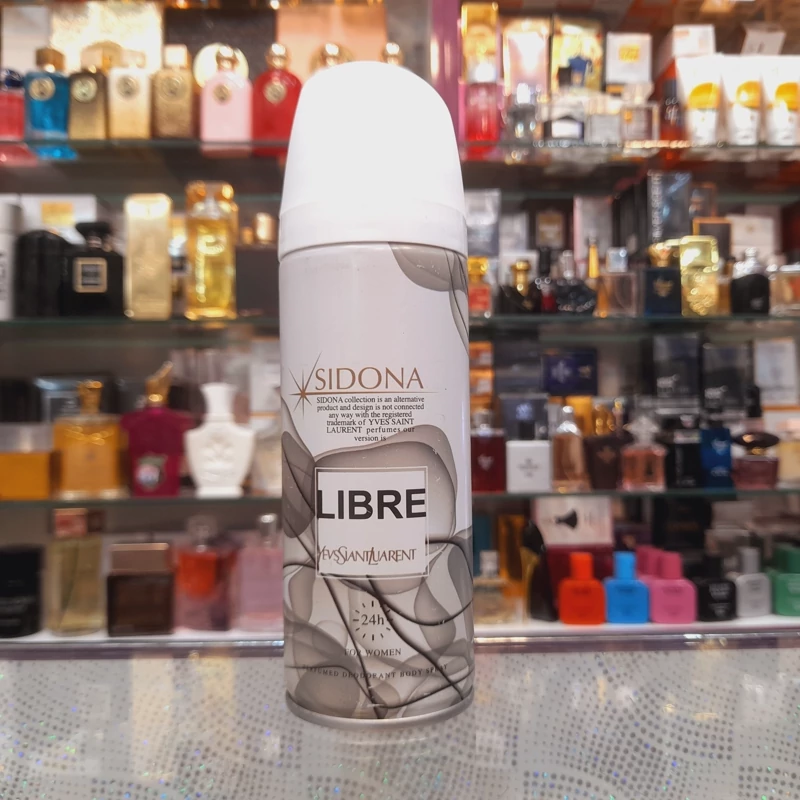 SIDONA
SIDONA collection is an alternative
product and design is not connected
any way with the registered
trademark of YVES SAINT
LAURENT perfumes our
version is
LIBRE
YEVSSIANTLUARENT
24h
FOR WOMEN
PERFUMED DEODORANT BODY SPRAY